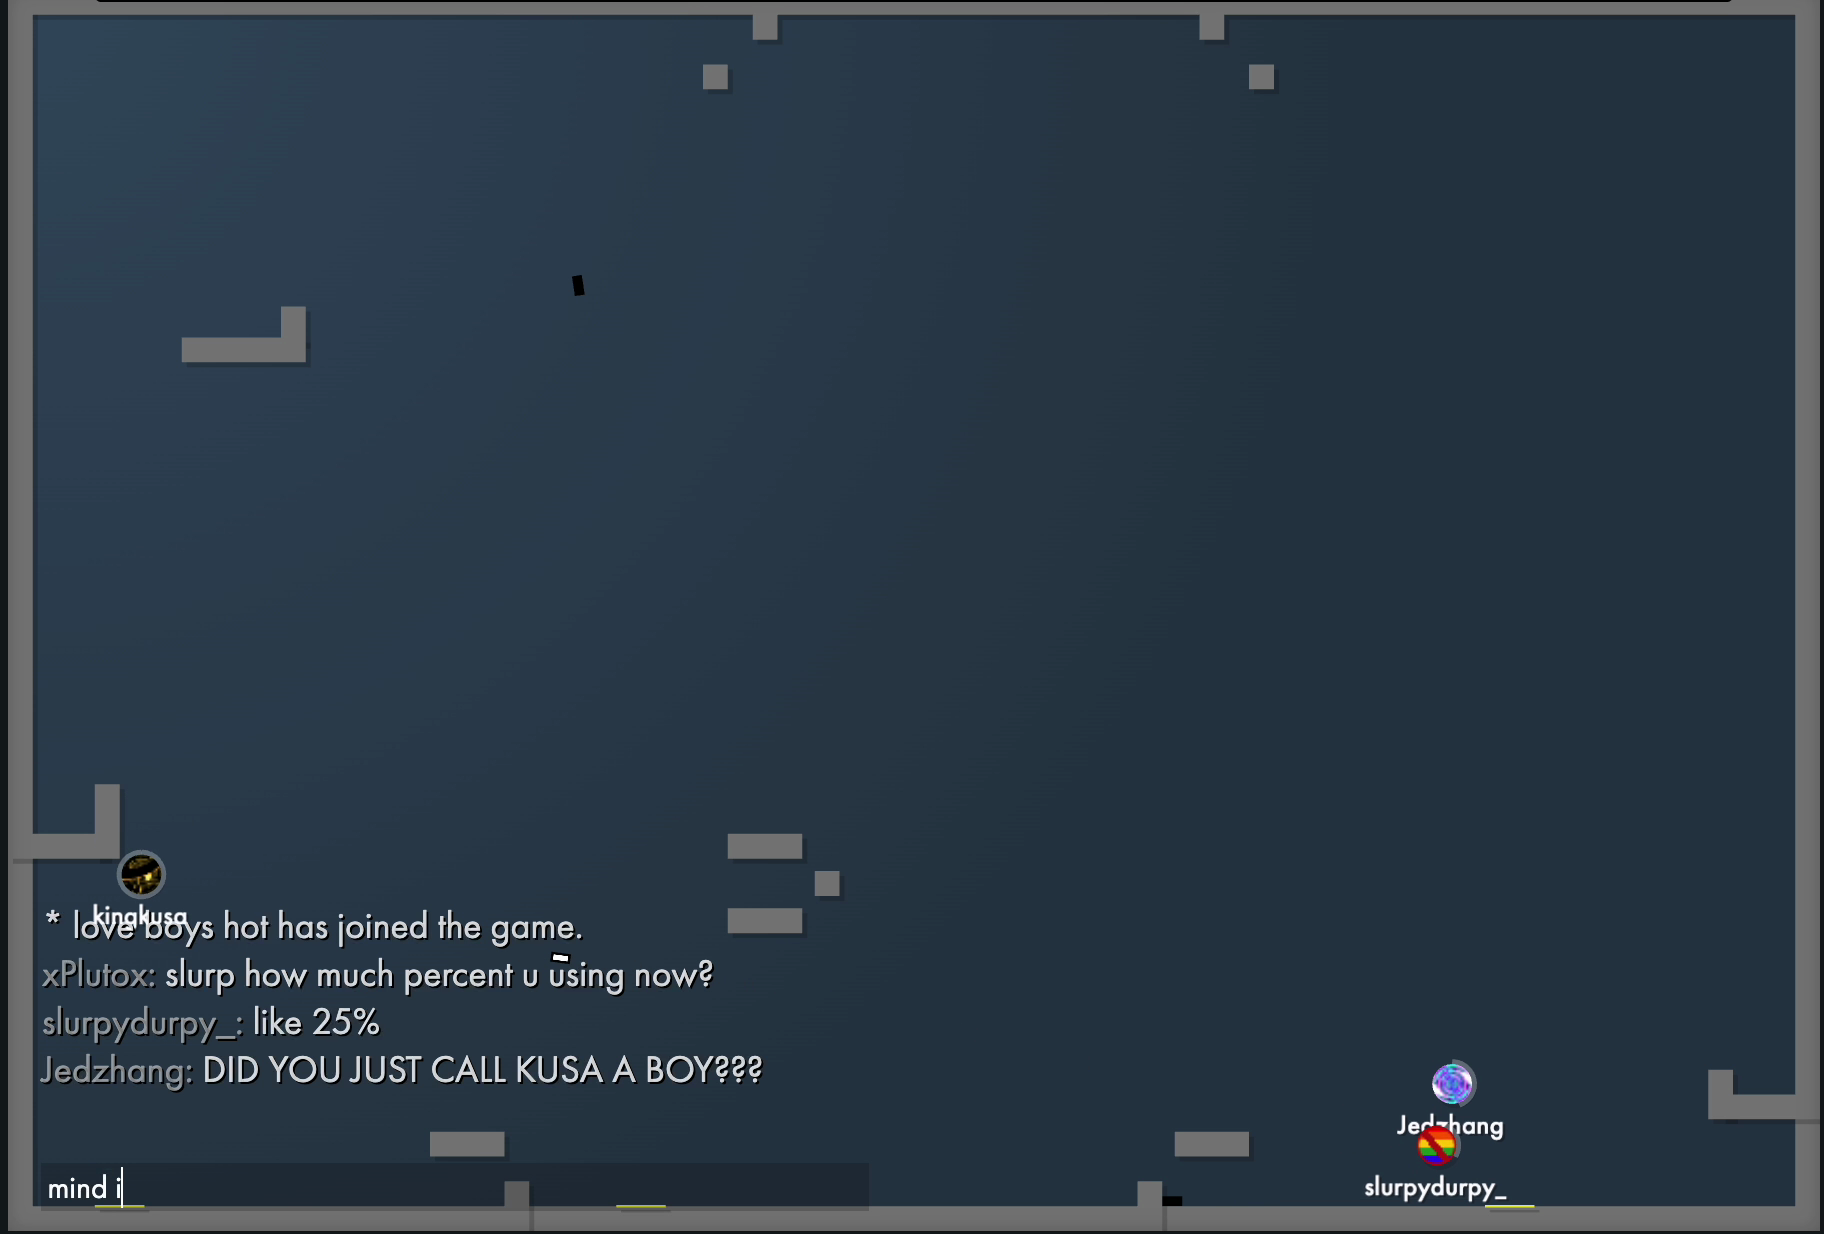 kingkusa
* love boys hot has joined the game.
xPlutox: slurp how much percent u using now?
slurpydurpy_: like 25%
Jedzhang: DID YOU JUST CALL KUSA A BOY???
Jedzhang
slurpydurpy_
mind i